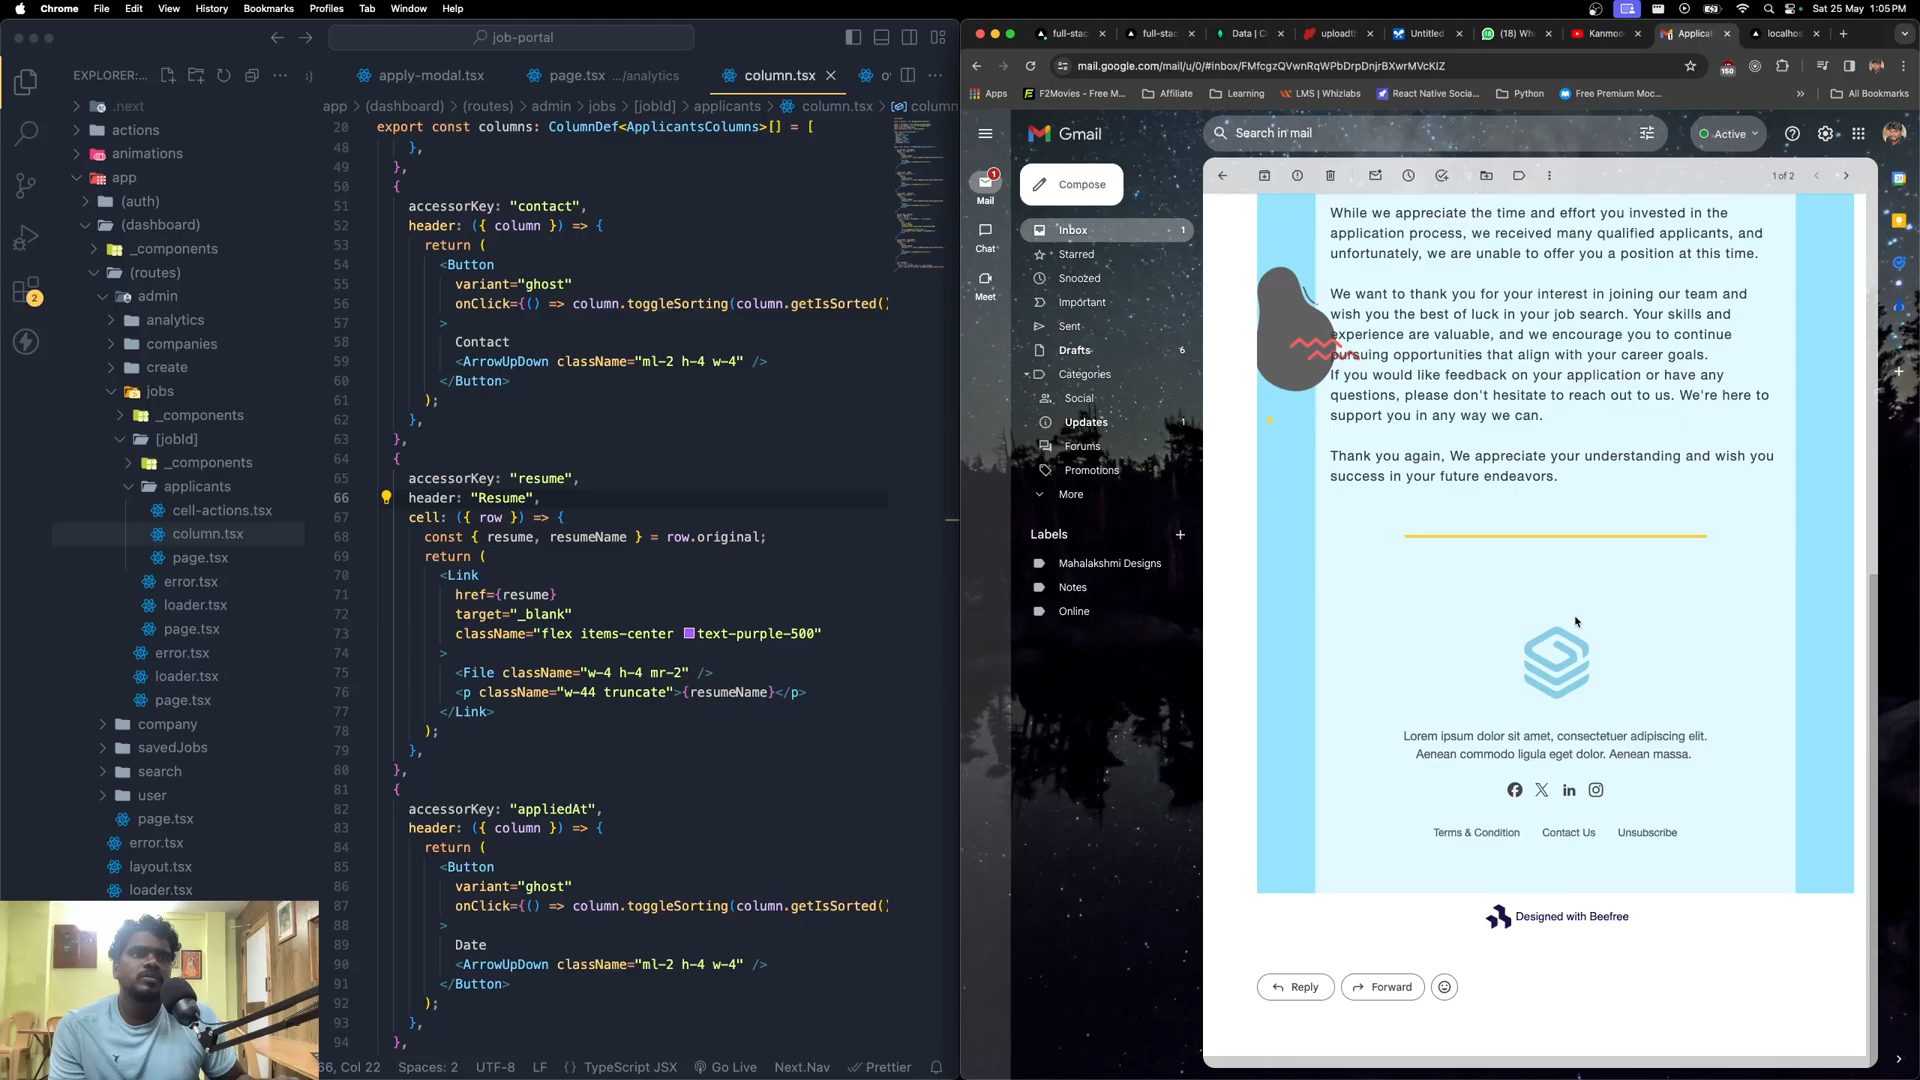 Chrome File Edit View History Bookmarks Profiles Tab Window Help
Sat 25 May 1:05 PM
job-portal
EXPLORER:...
apply-modal.tsx
page.tsx .../analytics
column.tsx
app > (dashboard) > (routes) > admin > jobs > [jobId] > applicants > column.tsx > column
.next
actions
animations
app
(auth)
(dashboard)
_components
(routes)
admin
analytics
companies
create
jobs
_components
[jobId]
_components
applicants
cell-actions.tsx
column.tsx
page.tsx
error.tsx
loader.tsx
page.tsx
error.tsx
loader.tsx
page.tsx
company
savedJobs
search
user
page.tsx
error.tsx
layout.tsx
loader.tsx
2
20 export const columns: ColumnDef<ApplicantsColumns>[] = [
48 },
49 },
50 {
51 accessorKey: "contact",
52 header: ({ column }) => {
53 return (
54 <Button
55 variant="ghost"
56 onClick={() => column.toggleSorting(column.getIsSorted()
57 >
58 Contact
59 <ArrowUpDown className="ml-2 h-4 w-4" />
60 </Button>
61 );
62 },
63 },
64 {
65 accessorKey: "resume",
66 header: "Resume",
67 cell: ({ row }) => {
68 const { resume, resumeName } = row.original;
69 return (
70 <Link
71 href={resume}
72 target="_blank"
73 className="flex items-center text-purple-500"
74 >
75 <File className="w-4 h-4 mr-2" />
76 <p className="w-44 truncate">{resumeName}</p>
77 </Link>
78 );
79 },
80 },
81 {
82 accessorKey: "appliedAt",
83 header: ({ column }) => {
84 return (
85 <Button
86 variant="ghost"
87 onClick={() => column.toggleSorting(column.getIsSorted()
88 >
89 Date
90 <ArrowUpDown className="ml-2 h-4 w-4" />
91 </Button>
92 );
93 },
94 },
66, Col 22 Spaces: 2 UTF-8 LF {} TypeScript JSX Go Live Next.Nav Prettier
full-stac
full-stac
Data | C
uploadth
Untitled
(18) Wh
Kanmoo
Applicat
localhos
mail.google.com/mail/u/0/#inbox/FMfcgzQVwnRqWPbDrpDnjrBXwrMVcKIZ
150
Apps F2Movies - Free M... Affiliate Learning LMS | Whizlabs React Native Socia... Python Free Premium Moc... » All Bookmarks
Gmail
Search in mail
Active
Compose
1
Mail
Chat
Meet
Inbox 1
Starred
Snoozed
Important
Sent
Drafts 6
Categories
Social
Updates 1
Forums
Promotions
More
Labels
Mahalakshmi Designs
Notes
Online
1 of 2
While we appreciate the time and effort you invested in the
application process, we received many qualified applicants, and
unfortunately, we are unable to offer you a position at this time.
We want to thank you for your interest in joining our team and
wish you the best of luck in your job search. Your skills and
experience are valuable, and we encourage you to continue
pursuing opportunities that align with your career goals.
If you would like feedback on your application or have any
questions, please don't hesitate to reach out to us. We're here to
support you in any way we can.
Thank you again, We appreciate your understanding and wish you
success in your future endeavors.
Lorem ipsum dolor sit amet, consectetuer adipiscing elit.
Aenean commodo ligula eget dolor. Aenean massa.
Terms & Condition Contact Us Unsubscribe
Designed with Beefree
Reply
Forward